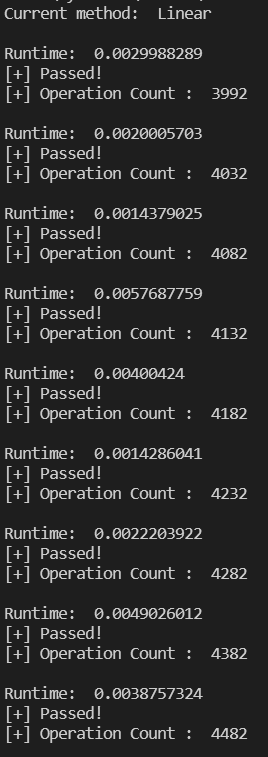 Current method:  Linear
Runtime:  0.0029988289
[+] Passed!
[+] Operation Count :  3992
Runtime:  0.0020005703
[+] Passed!
[+] Operation Count :  4032
Runtime:  0.0014379025
[+] Passed!
[+] Operation Count :  4082
Runtime:  0.0057687759
[+] Passed!
[+] Operation Count :  4132
Runtime:  0.00400424
[+] Passed!
[+] Operation Count :  4182
Runtime:  0.0014286041
[+] Passed!
[+] Operation Count :  4232
Runtime:  0.0022203922
[+] Passed!
[+] Operation Count :  4282
Runtime:  0.0049026012
[+] Passed!
[+] Operation Count :  4382
Runtime:  0.0038757324
[+] Passed!
[+] Operation Count :  4482